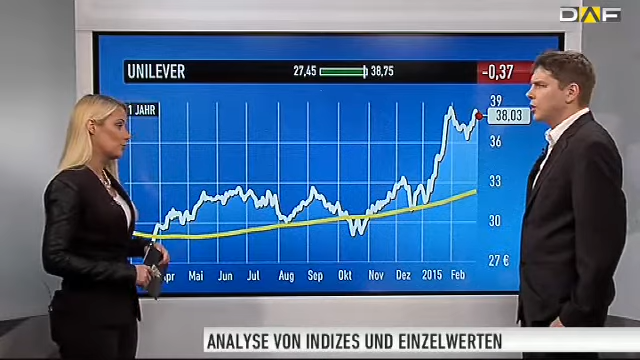 DAF
UNILEVER 27,45 38,75 -0,37
1 JAHR
39
38,03
36
33
30
27 €
Apr Mai Jun Jul Aug Sep Okt Nov Dez 2015 Feb
ANALYSE VON INDIZES UND EINZELWERTEN